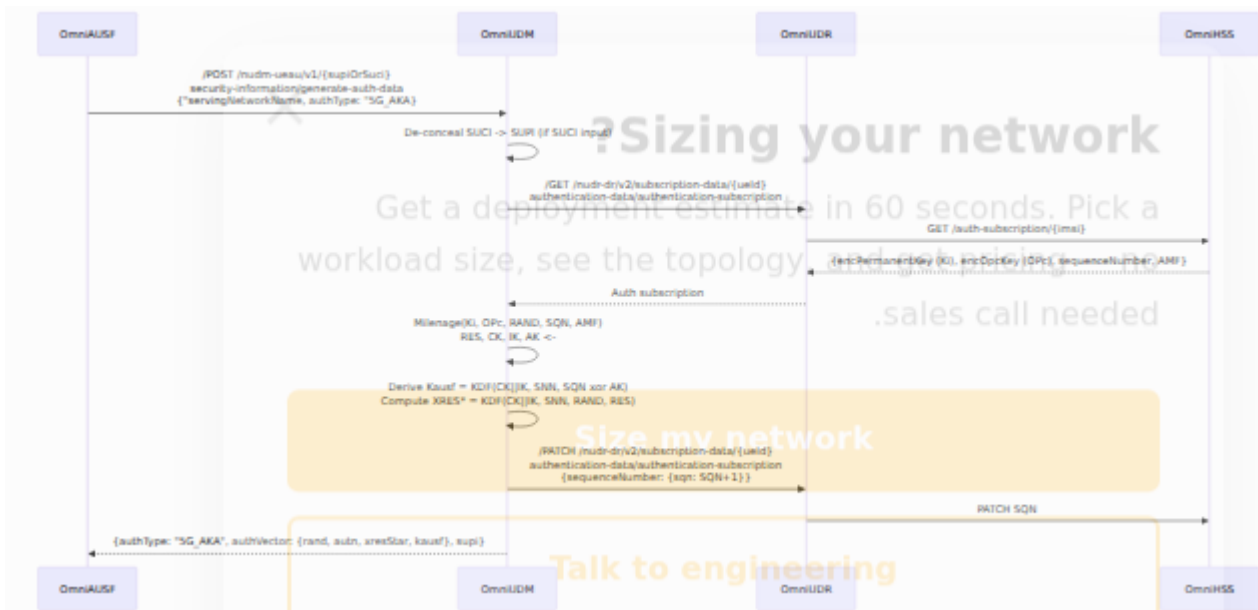 OmniAUSF
OmniUDM
OmniUDR
OmniHSS
/POST /nudm-ueau/v1/{supiOrSuci}
security-information/generate-auth-data
{"servingNetworkName, authType: "5G_AKA}
De-conceal SUCI -> SUPI (if SUCI input)
?Sizing your network
/GET /nudr-dr/v2/subscription-data/{ueId}
authentication-data/authentication-subscription
Get a deployment estimate in 60 seconds. Pick a
GET /auth-subscription/{imsi}
workload size, see the topology, and get pricing — no
{encPermanentKey (Ki), encOpcKey (OPc), sequenceNumber, AMF}
Auth subscription
.sales call needed
Milenage(Ki, OPc, RAND, SQN, AMF)
RES, CK, IK, AK <-
Derive Kausf = KDF(CK||IK, SNN, SQN xor AK)
Compute XRES* = KDF(CK||IK, SNN, RAND, RES)
Size my network
/PATCH /nudr-dr/v2/subscription-data/{ueId}
authentication-data/authentication-subscription
{sequenceNumber: {sqn: SQN+1}}
PATCH SQN
{authType: "5G_AKA", authVector: {rand, autn, xresStar, kausf}, supi}
Talk to engineering
OmniAUSF
OmniUDM
OmniUDR
OmniHSS